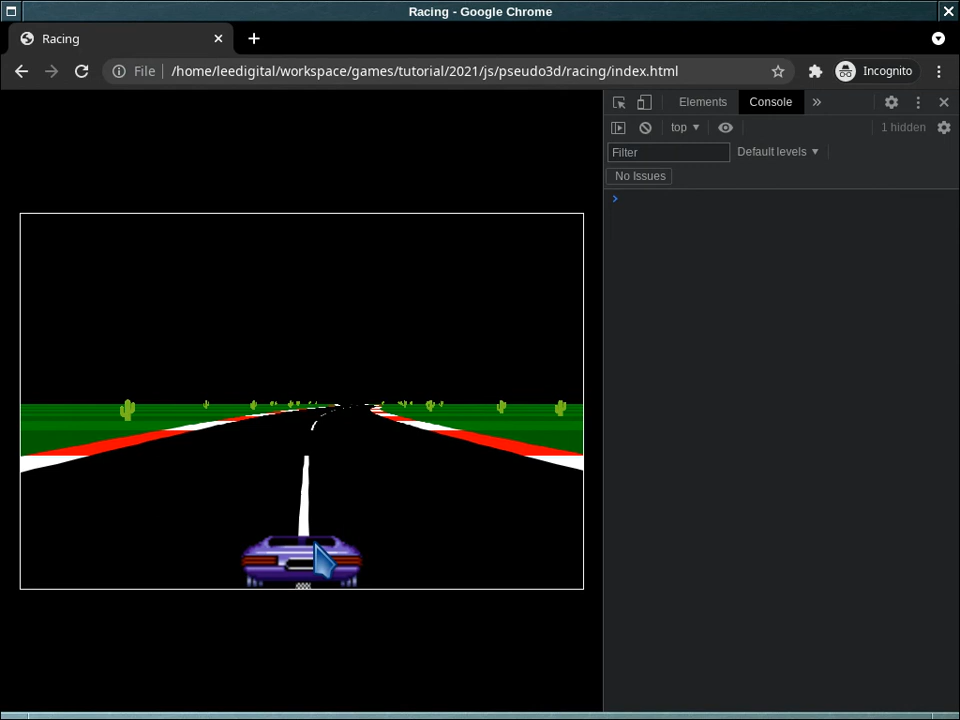 Racing - Google Chrome
Racing
File /home/leedigital/workspace/games/tutorial/2021/js/pseudo3d/racing/index.html Incognito
Elements Console »
top 1 hidden
Filter Default levels
No Issues